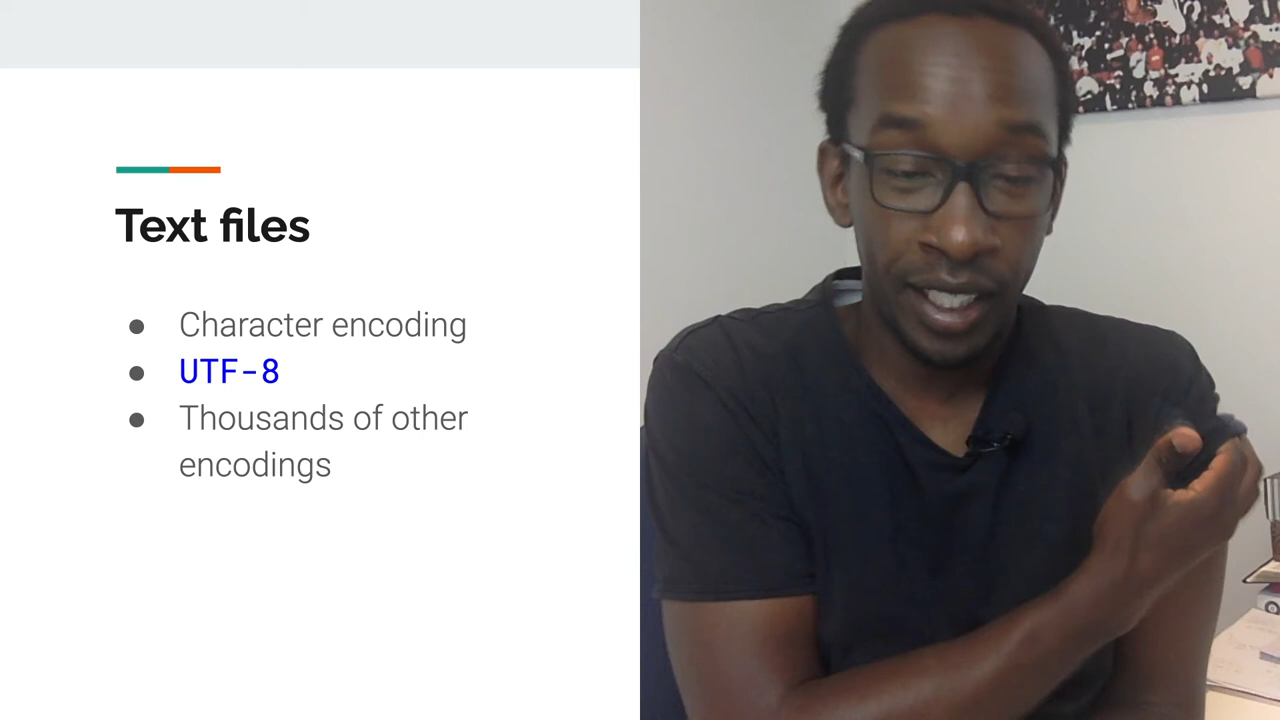 Text files
● Character encoding
● UTF-8
● Thousands of other
encodings